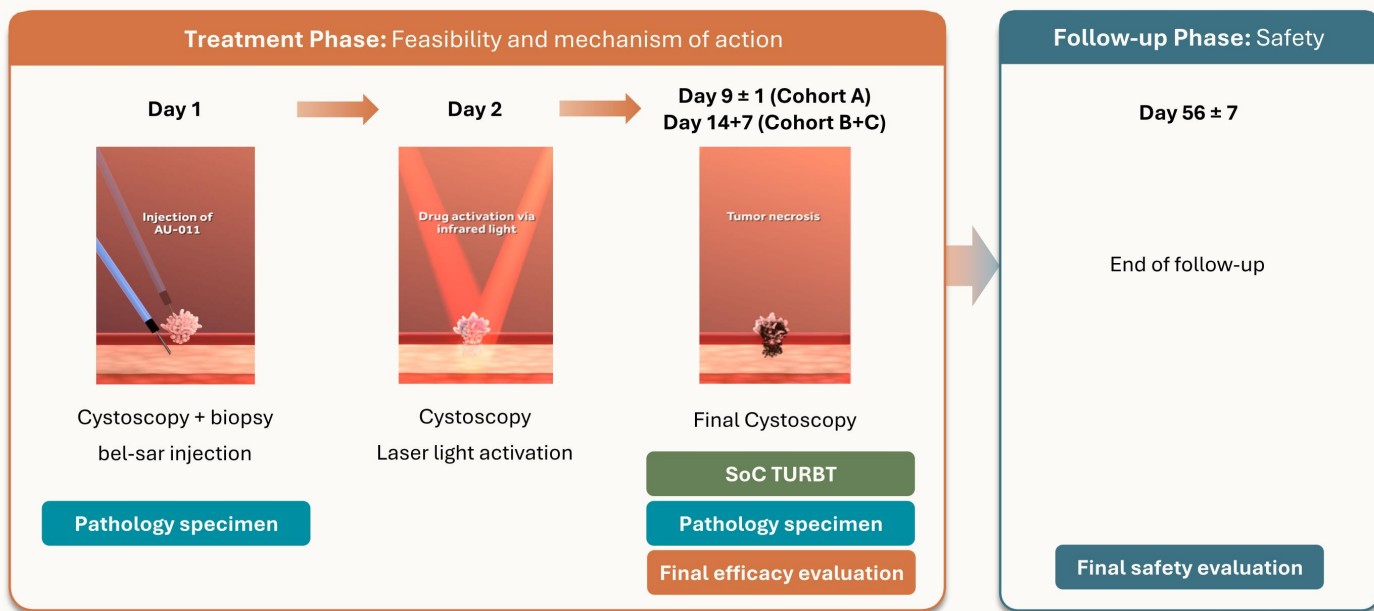 Treatment Phase: Feasibility and mechanism of action
Day 1
Day 2
Day 9 ± 1 (Cohort A)
Day 14+7 (Cohort B+C)
Injection of
AU-011
Drug activation via
infrared light
Tumor necrosis
Cystoscopy + biopsy
bel-sar injection
Cystoscopy
Laser light activation
Final Cystoscopy
Pathology specimen
SoC TURBT
Pathology specimen
Final efficacy evaluation
Follow-up Phase: Safety
Day 56 ± 7
End of follow-up
Final safety evaluation